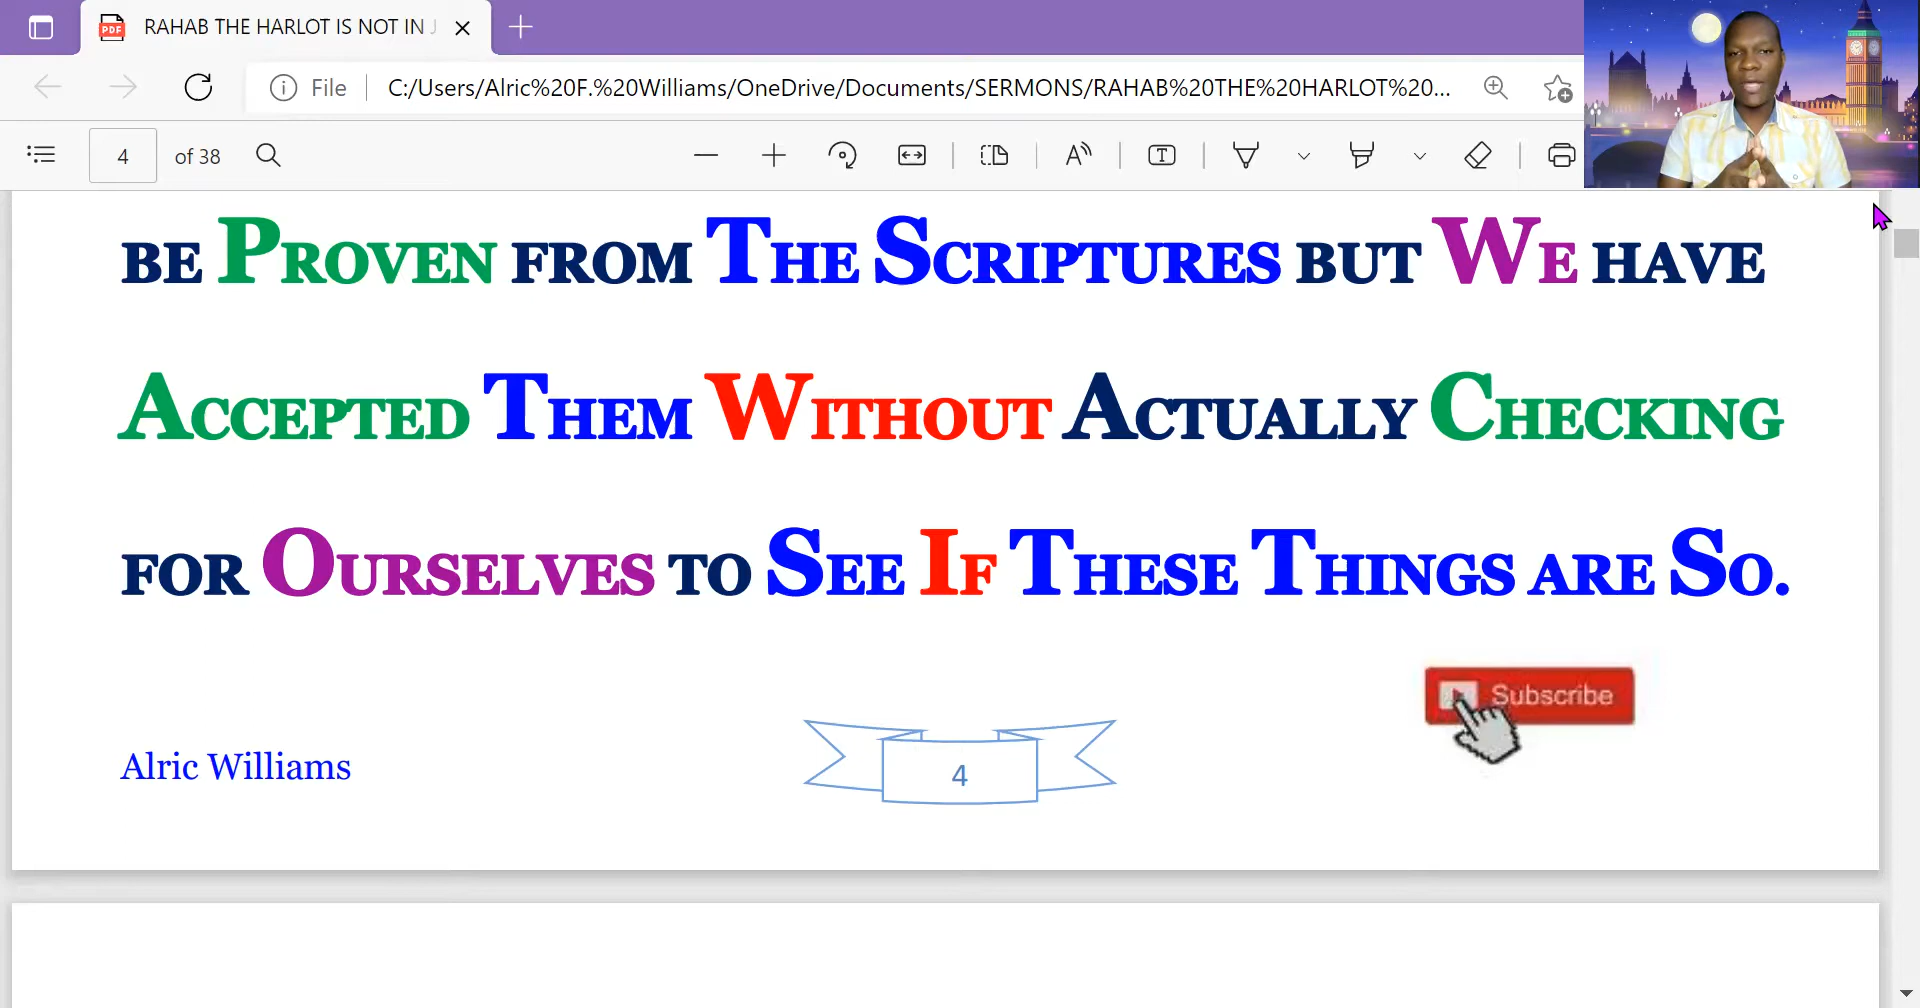 RAHAB THE HARLOT IS NOT IN J
File
C:/Users/Alric%20F.%20Williams/OneDrive/Documents/SERMONS/RAHAB%20THE%20HARLOT%20...
4 of 38
BE PROVEN FROM THE SCRIPTURES BUT WE HAVE
ACCEPTED THEM WITHOUT ACTUALLY CHECKING
FOR OURSELVES TO SEE IF THESE THINGS ARE SO.
Subscribe
Alric Williams
4